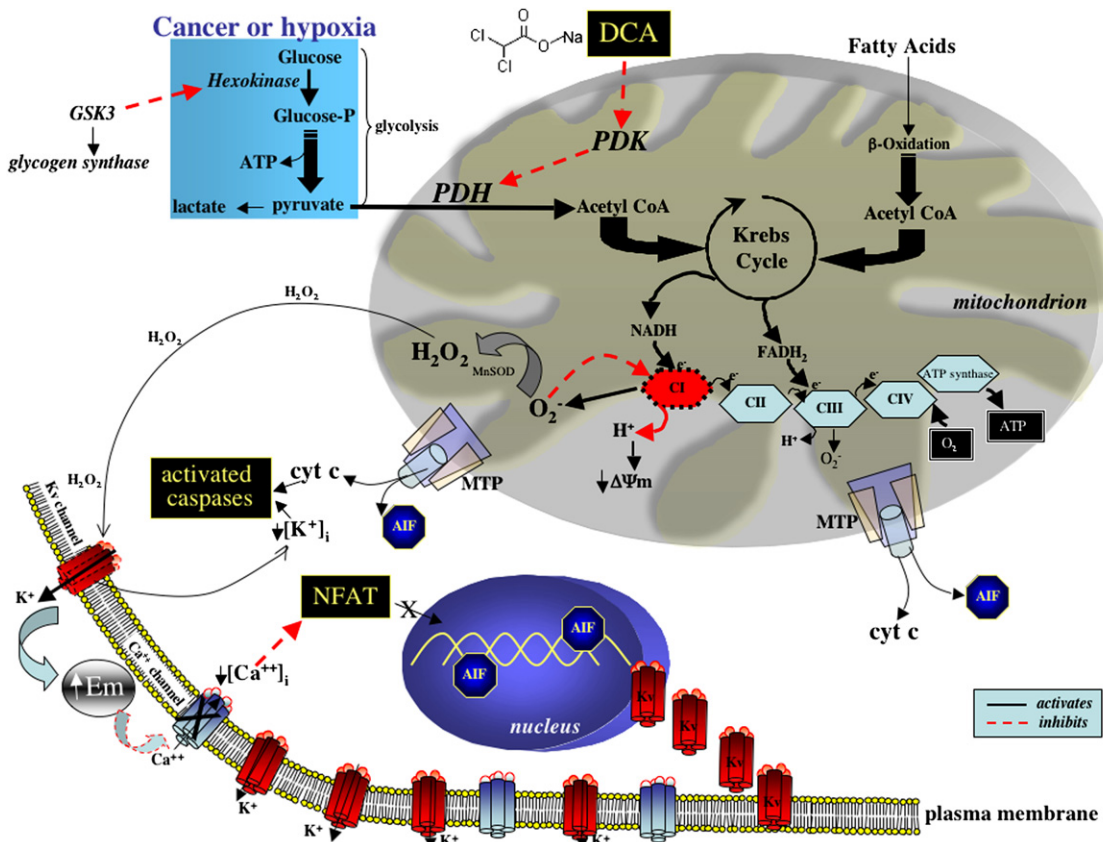 Cancer or hypoxia
Glucose
Hexokinase
GSK3
glycogen synthase
Glucose-P
ATP
glycolysis
lactate
pyruvate
Cl
Cl
O
O
Na
DCA
PDK
PDH
Fatty Acids
β-Oxidation
Acetyl CoA
Acetyl CoA
Krebs
Cycle
mitochondrion
NADH
FADH₂
H₂O₂
H₂O₂
H₂O₂
H₂O₂
MnSOD
O₂⁻
e⁻
CI
e⁻
CII
e⁻
CIII
e⁻
CIV
ATP synthase
ATP
O₂
H⁺
O₂⁻
H⁺
↓ΔΨm
MTP
cyt c
AIF
activated
caspases
↓[K⁺]i
MTP
AIF
cyt c
Kv channel
K⁺
↑Em
Ca⁺⁺ channel
Ca⁺⁺
↓[Ca⁺⁺]i
NFAT
X
AIF
AIF
nucleus
Kv
Kv
Kv
Kv
K⁺
K⁺
K⁺
K⁺
plasma membrane
activates
inhibits